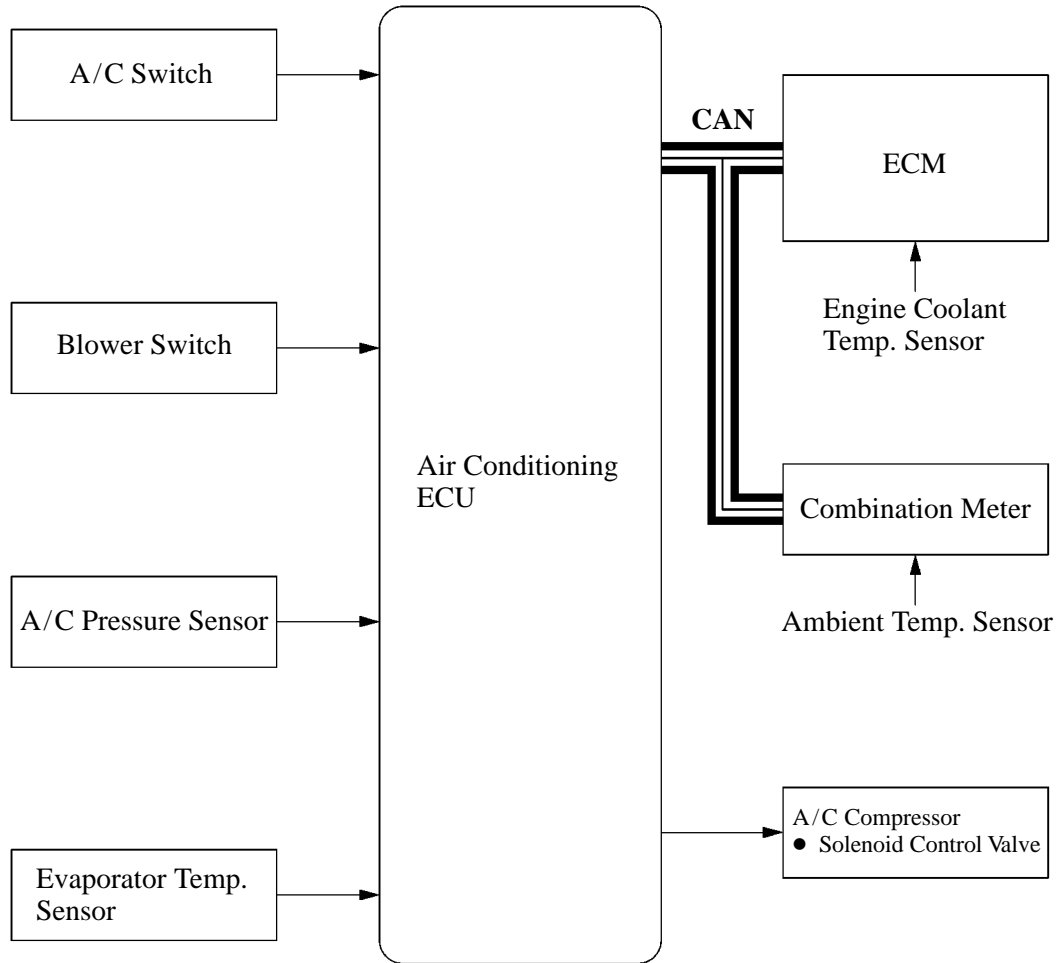 A/C Switch
Blower Switch
A/C Pressure Sensor
Evaporator Temp.
Sensor
Air Conditioning
ECU
CAN
ECM
Engine Coolant
Temp. Sensor
Combination Meter
Ambient Temp. Sensor
A/C Compressor
● Solenoid Control Valve